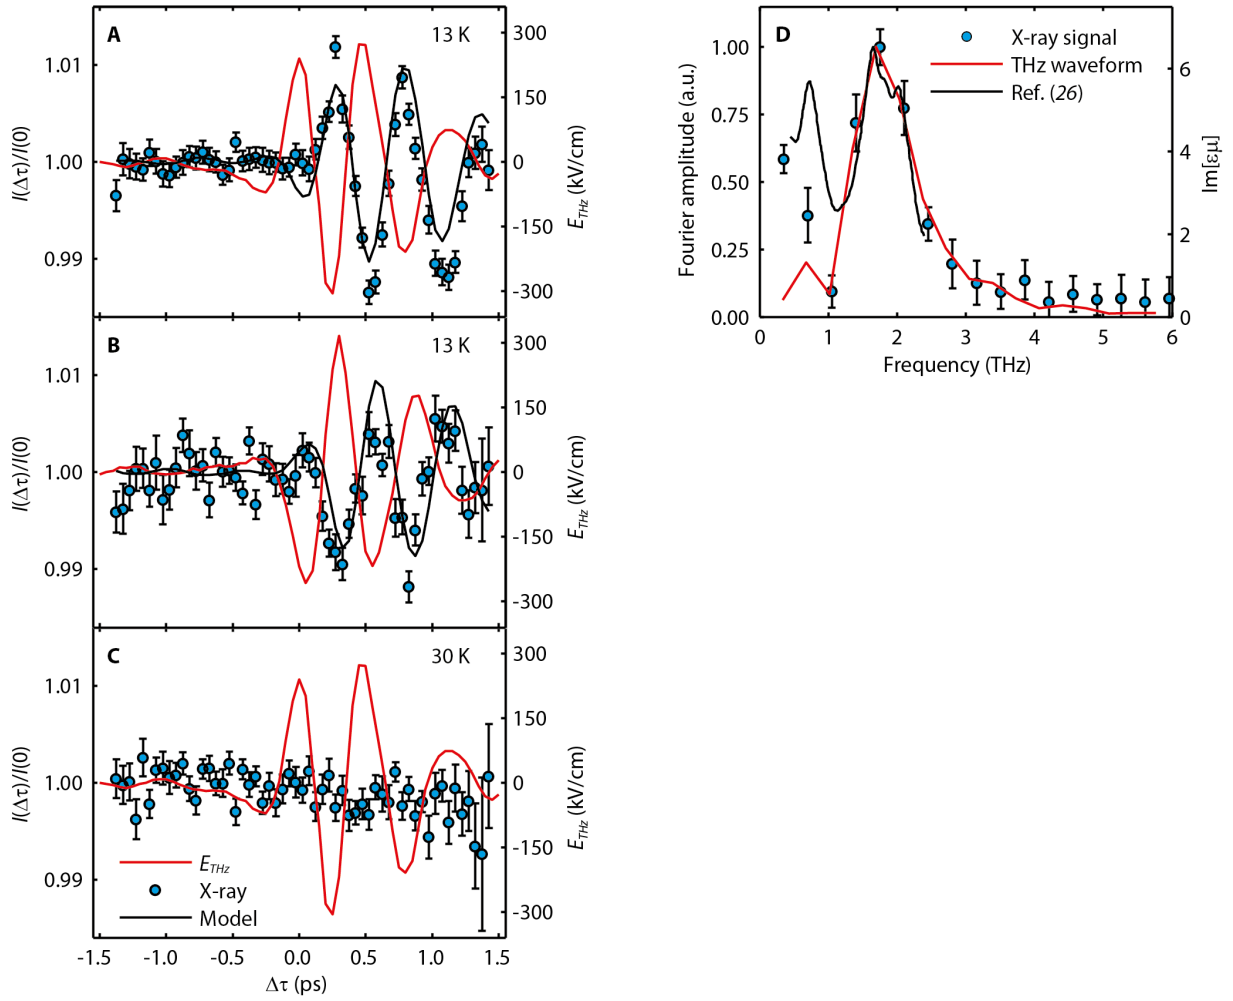 A
13 K
1.01
1.00
0.99
I(Δτ)/I(0)
300
150
0
-150
-300
E_THz (kV/cm)
B
13 K
1.01
1.00
0.99
I(Δτ)/I(0)
300
150
0
-150
-300
E_THz (kV/cm)
C
30 K
1.01
1.00
0.99
I(Δτ)/I(0)
300
150
0
-150
-300
E_THz (kV/cm)
E_THz
X-ray
Model
-1.5 -1.0 -0.5 0.0 0.5 1.0 1.5
Δτ (ps)
D
X-ray signal
THz waveform
Ref. (26)
1.00
0.75
0.50
0.25
0.00
Fourier amplitude (a.u.)
6
4
2
0
Im[εμ]
0 1 2 3 4 5 6
Frequency (THz)